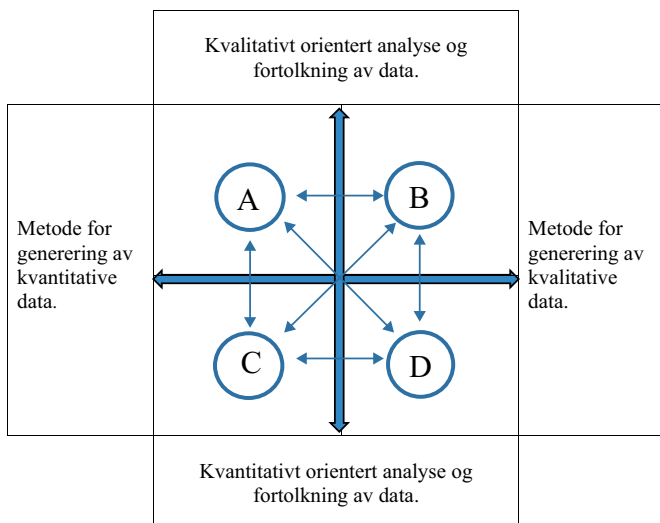 Kvalitativt orientert analyse og
fortolkning av data.
A
B
Metode for
generering av
kvantitative
data.
Metode for
generering av
kvalitative
data.
C
D
Kvantitativt orientert analyse og
fortolkning av data.